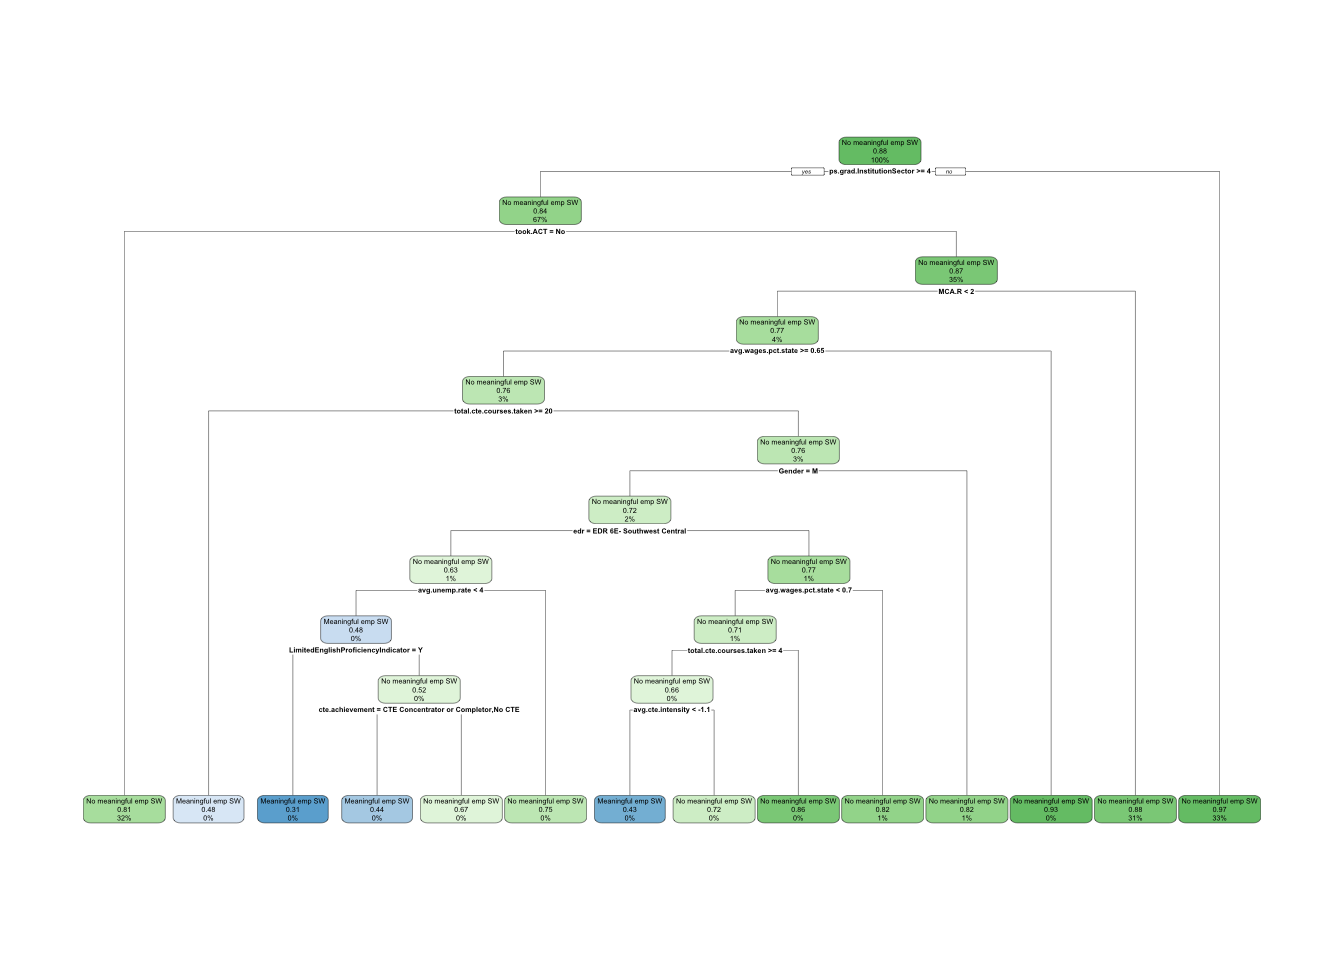 No meaningful emp SW
0.88
100%
yes
ps.grad.InstitutionSector >= 4
no
No meaningful emp SW
0.84
67%
took.ACT = No
No meaningful emp SW
0.87
35%
MCA.R < 2
No meaningful emp SW
0.77
4%
avg.wages.pct.state >= 0.65
No meaningful emp SW
0.76
3%
total.cte.courses.taken >= 20
No meaningful emp SW
0.76
3%
Gender = M
No meaningful emp SW
0.72
2%
edr = EDR 6E- Southwest Central
No meaningful emp SW
0.63
1%
No meaningful emp SW
0.77
1%
avg.unemp.rate < 4
avg.wages.pct.state < 0.7
Meaningful emp SW
0.48
0%
No meaningful emp SW
0.71
1%
LimitedEnglishProficiencyIndicator = Y
total.cte.courses.taken >= 4
No meaningful emp SW
0.52
0%
No meaningful emp SW
0.66
0%
cte.achievement = CTE Concentrator or Completor,No CTE
avg.cte.intensity < -1.1
No meaningful emp SW
0.81
32%
Meaningful emp SW
0.48
0%
Meaningful emp SW
0.31
0%
Meaningful emp SW
0.44
0%
No meaningful emp SW
0.67
0%
No meaningful emp SW
0.75
0%
Meaningful emp SW
0.43
0%
No meaningful emp SW
0.72
0%
No meaningful emp SW
0.86
0%
No meaningful emp SW
0.82
1%
No meaningful emp SW
0.82
1%
No meaningful emp SW
0.93
0%
No meaningful emp SW
0.88
31%
No meaningful emp SW
0.97
33%